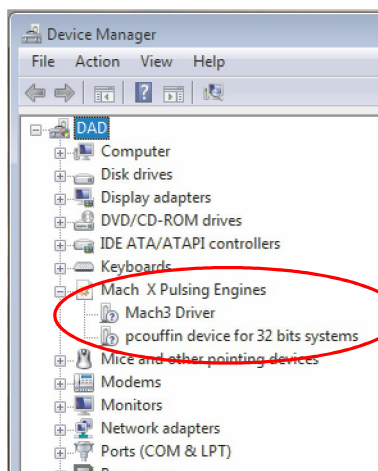 Device Manager
File Action View Help
DAD
Computer
Disk drives
Display adapters
DVD/CD-ROM drives
IDE ATA/ATAPI controllers
Keyboards
Mach X Pulsing Engines
Mach3 Driver
pcouffin device for 32 bits systems
Mice and other pointing devices
Modems
Monitors
Network adapters
Ports (COM & LPT)